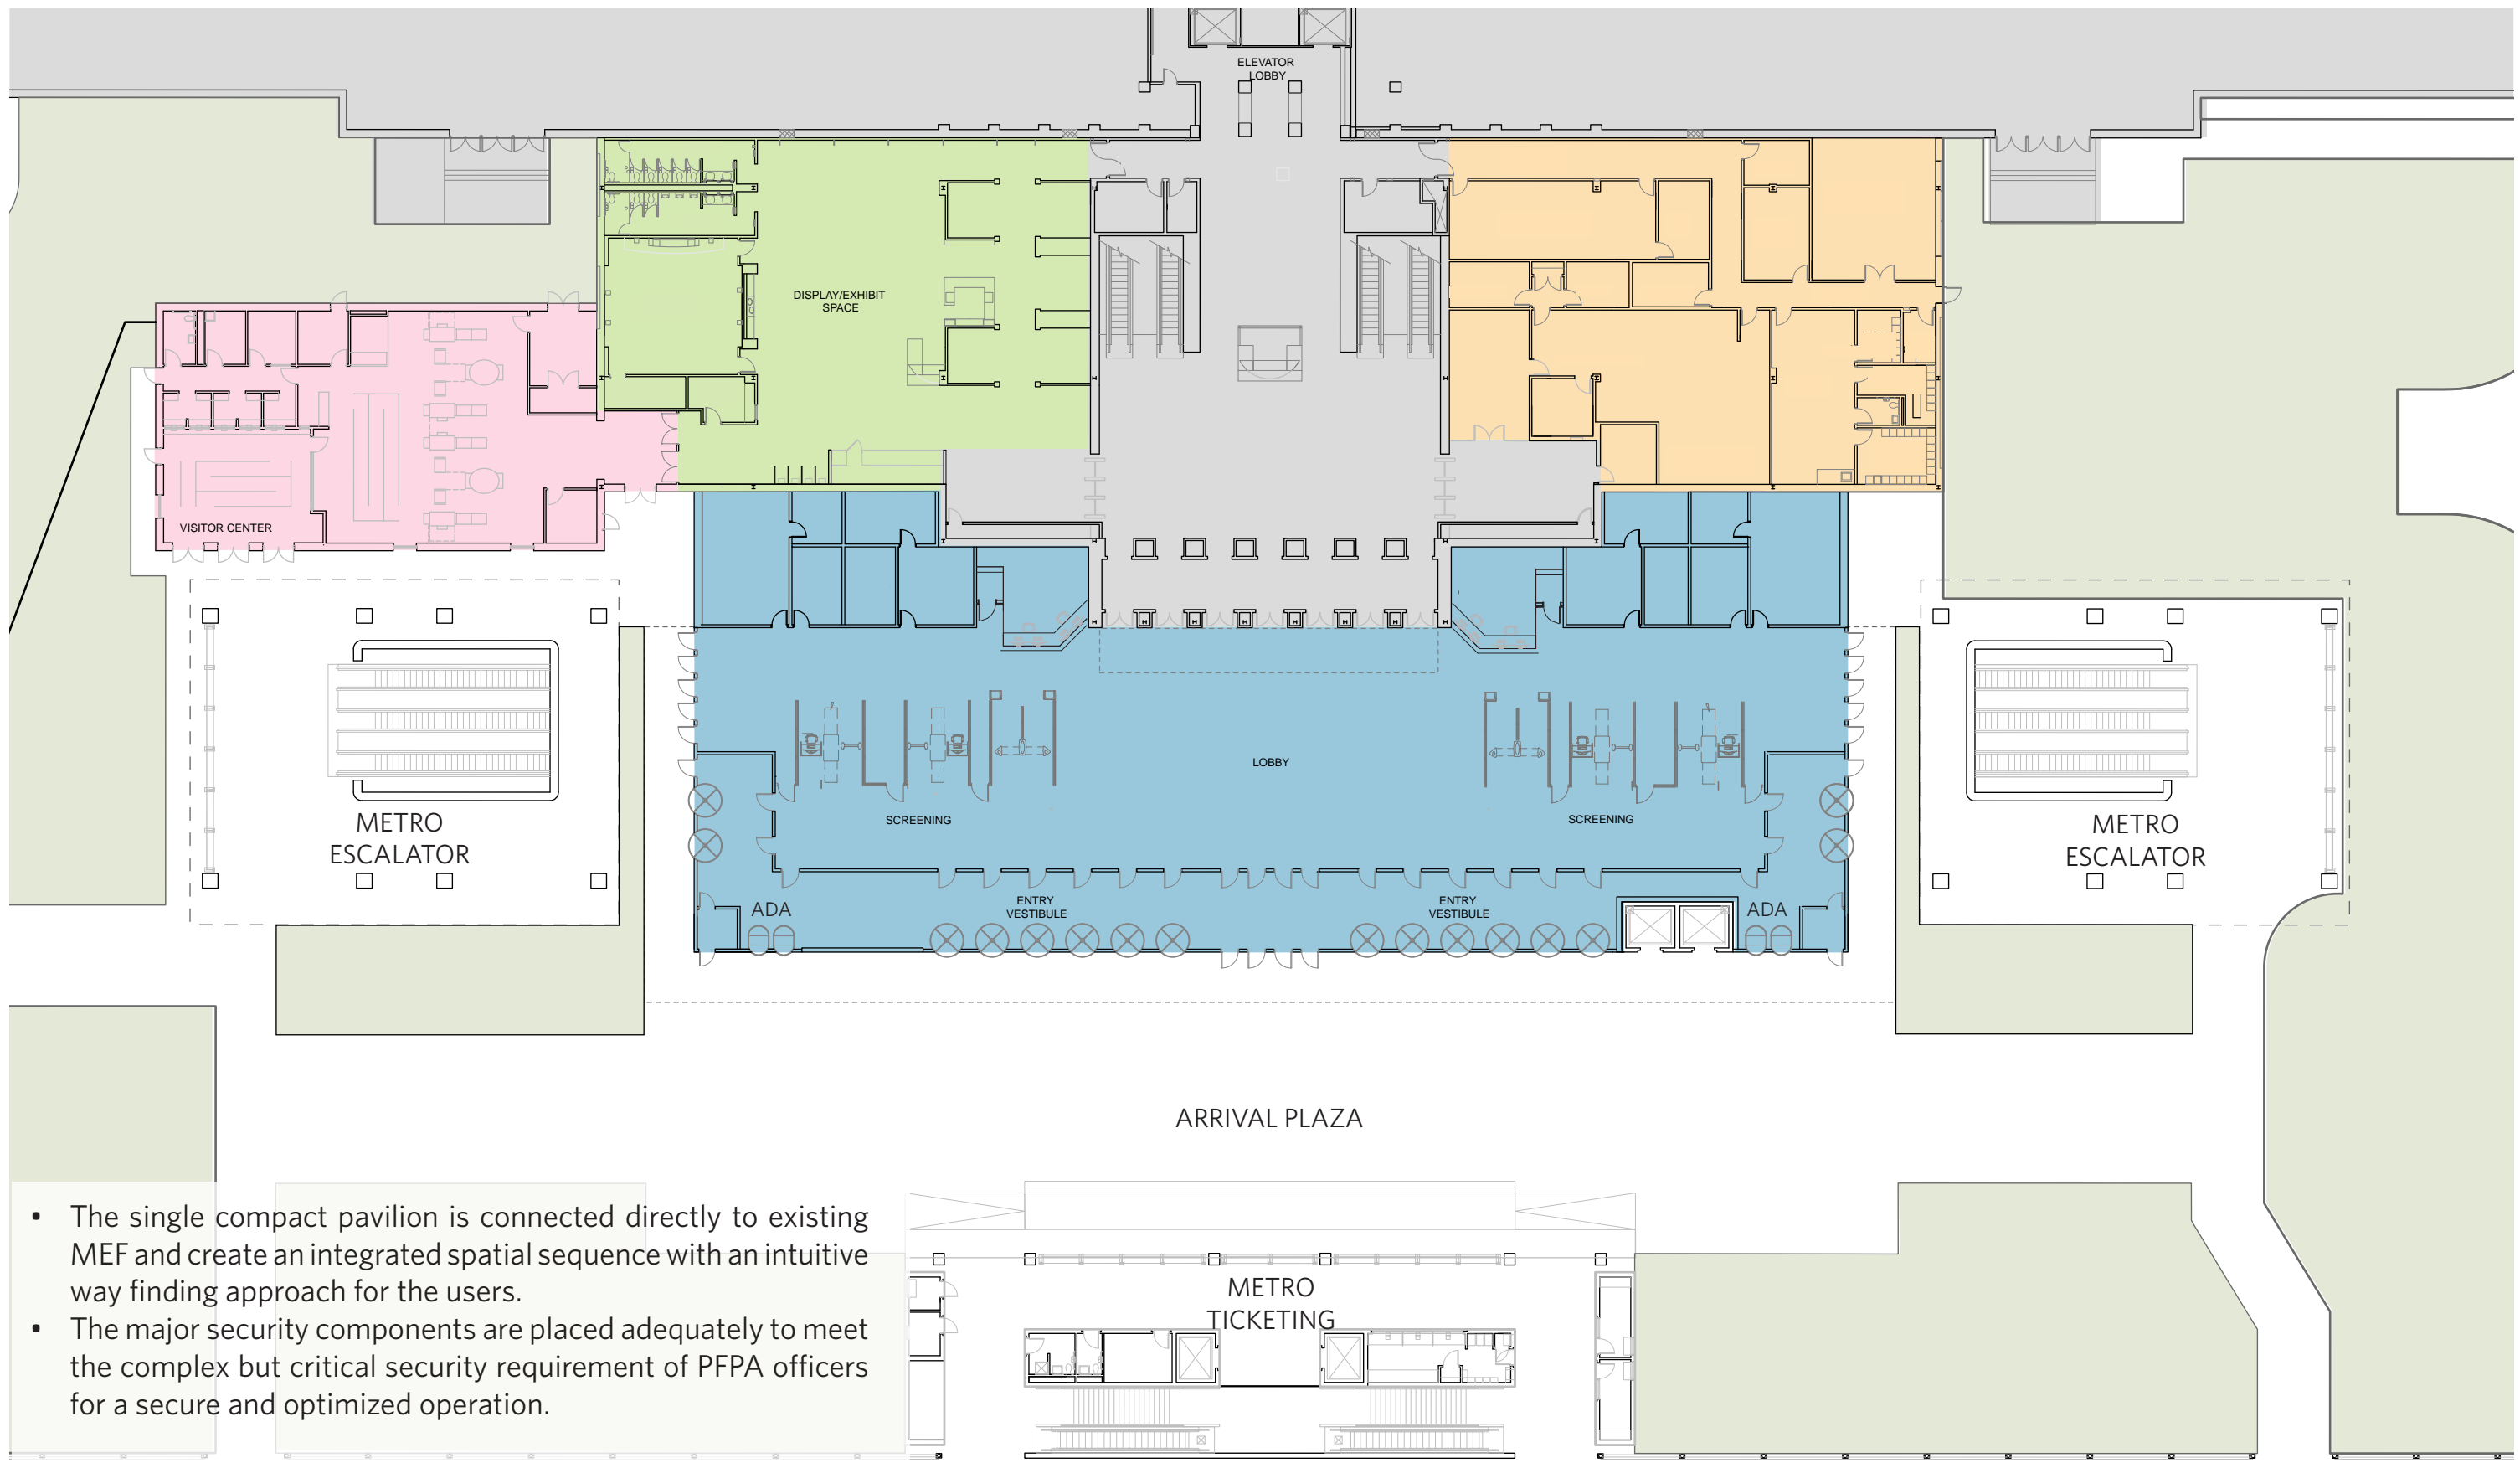 ELEVATOR
LOBBY
DISPLAY/EXHIBIT
SPACE
VISITOR CENTER
LOBBY
SCREENING
SCREENING
METRO
ESCALATOR
METRO
ESCALATOR
ADA
ENTRY
VESTIBULE
ENTRY
VESTIBULE
ADA
ARRIVAL PLAZA
• The single compact pavilion is connected directly to existing
MEF and create an integrated spatial sequence with an intuitive
way finding approach for the users.
• The major security components are placed adequately to meet
the complex but critical security requirement of PFPA officers
for a secure and optimized operation.
METRO
TICKETING